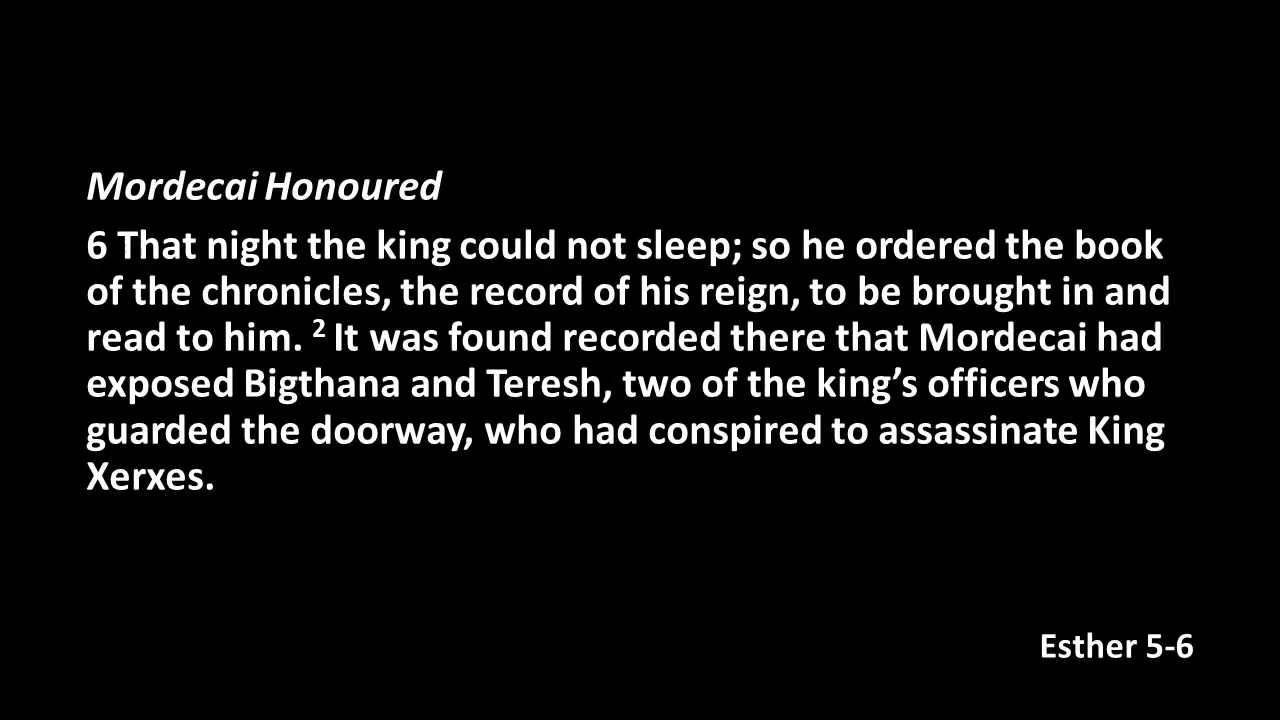 Mordecai Honoured
6 That night the king could not sleep; so he ordered the book
of the chronicles, the record of his reign, to be brought in and
read to him. ² It was found recorded there that Mordecai had
exposed Bigthana and Teresh, two of the king’s officers who
guarded the doorway, who had conspired to assassinate King
Xerxes.
Esther 5-6